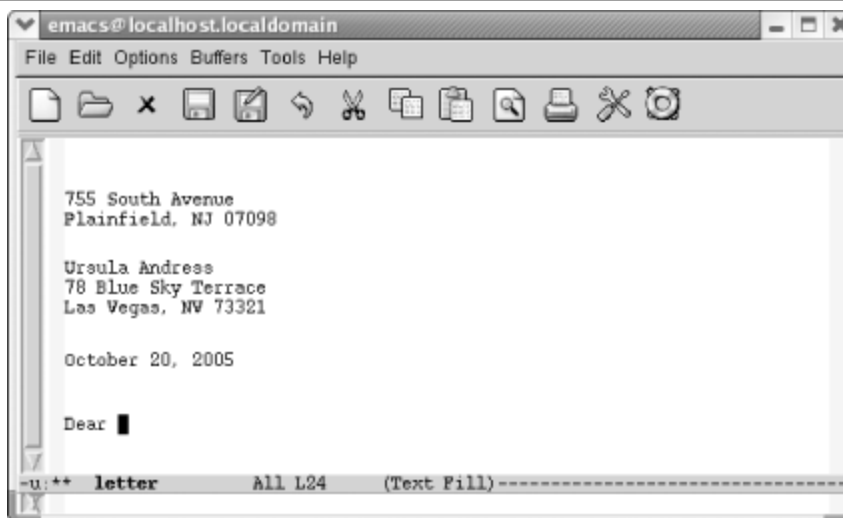 emacs@localhost.localdomain
File Edit Options Buffers Tools Help
755 South Avenue
Plainfield, NJ 07098
Ursula Andress
78 Blue Sky Terrace
Las Vegas, NV 73321
October 20, 2005
Dear
-u:** letter All L24 (Text Fill)----------------------------------